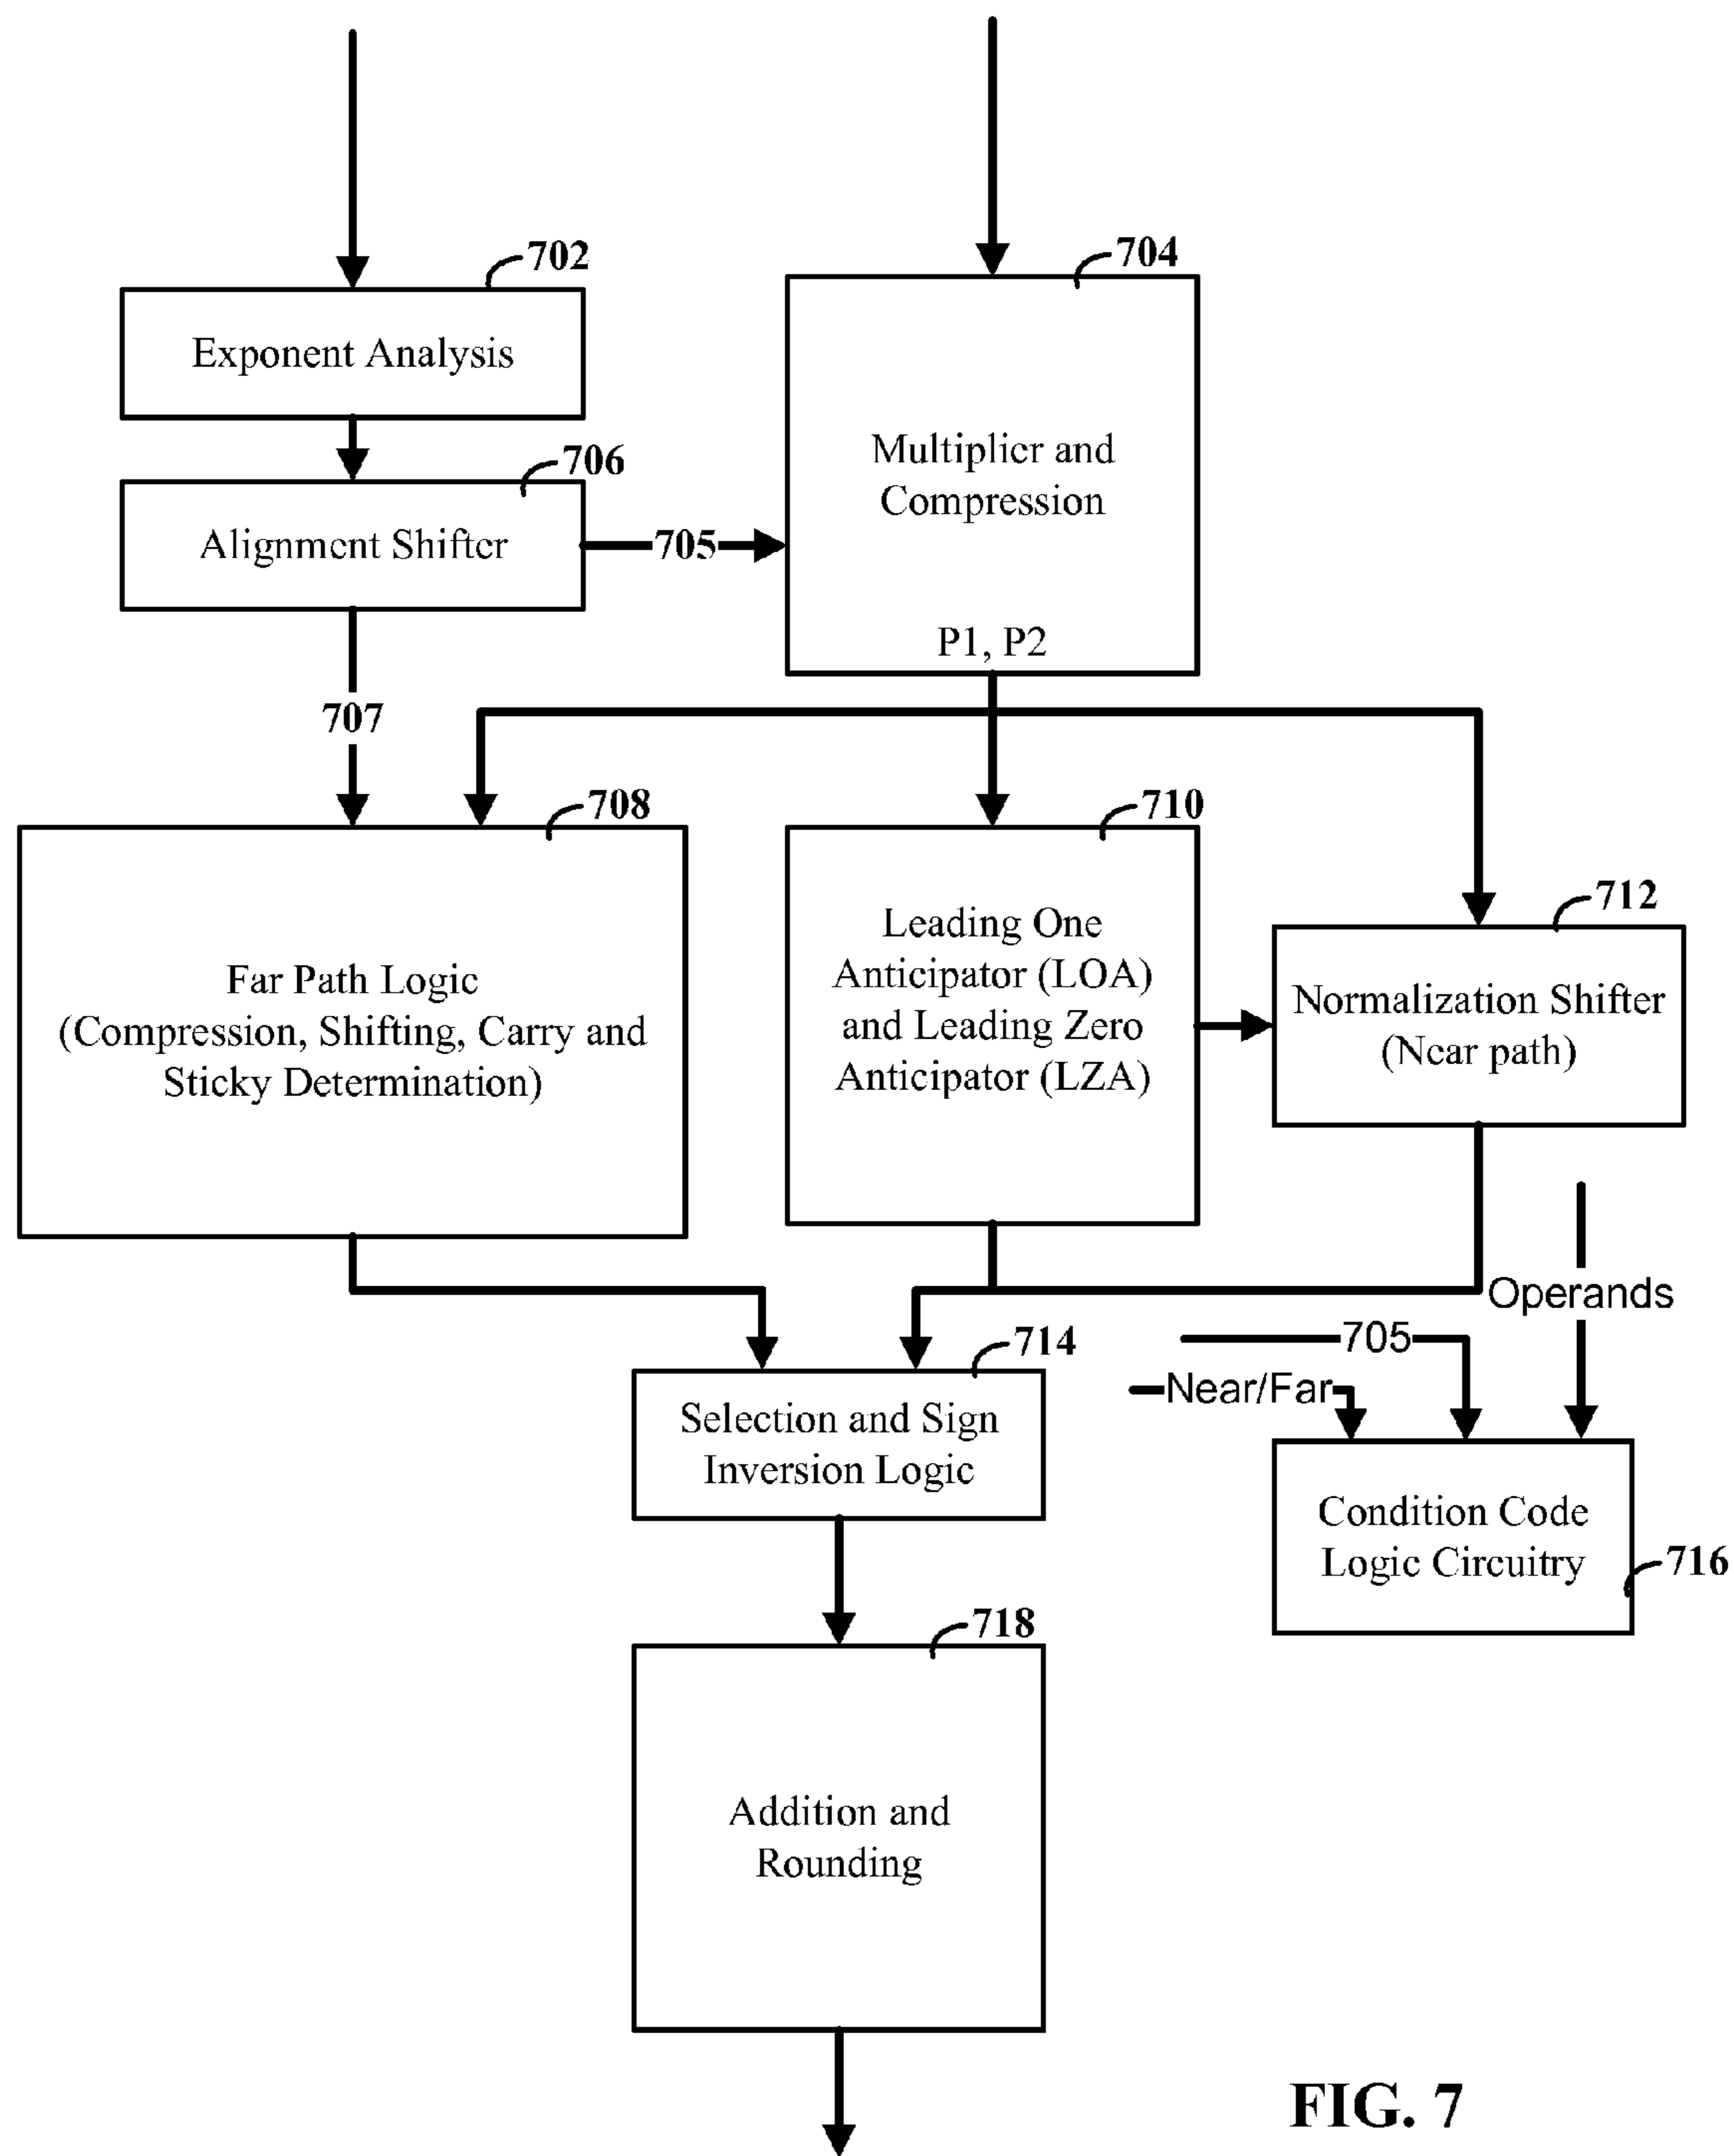 702
704
Exponent Analysis
706
Multiplier and
Compression
Alignment Shifter
705
P1, P2
707
708
710
712
Far Path Logic
(Compression, Shifting, Carry and
Sticky Determination)
Leading One
Anticipator (LOA)
and Leading Zero
Anticipator (LZA)
Normalization Shifter
(Near path)
Operands
705
Near/Far
714
Selection and Sign
Inversion Logic
Condition Code
Logic Circuitry
716
718
Addition and
Rounding
FIG. 7